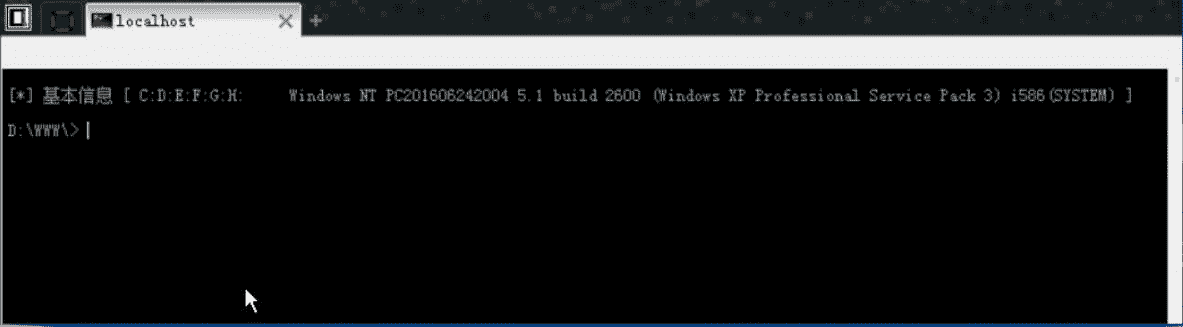 localhost
[*] 基本信息 [ C:D:E:F:G:H: Windows NT PC201606242004 5.1 build 2600 (Windows XP Professional Service Pack 3) i586(SYSTEM) ]
D:\WWW\>